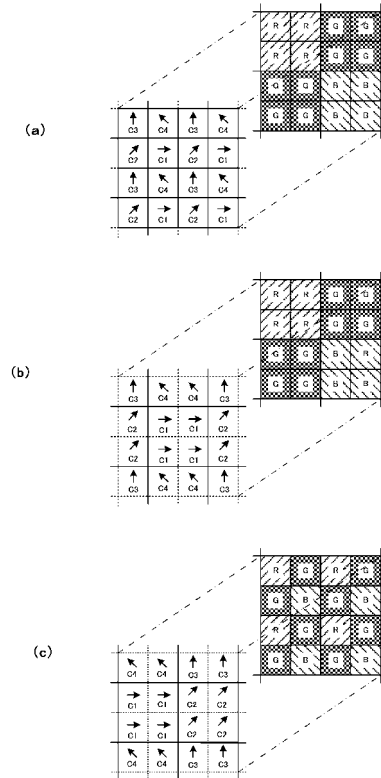 R R G G
R R G G
G G B B
G G B B
(a)
C3 C4 C3 C4
C2 C1 C2 C1
C3 C4 C3 C4
C2 C1 C2 C1
R R G G
R R G G
G G B B
G G B B
(b)
C3 C4 C4 C3
C2 C1 C1 C2
C2 C1 C1 C2
C3 C4 C4 C3
R G R G
G B G B
R G R G
G B G B
(c)
C4 C4 C3 C3
C1 C1 C2 C2
C1 C1 C2 C2
C4 C4 C3 C3